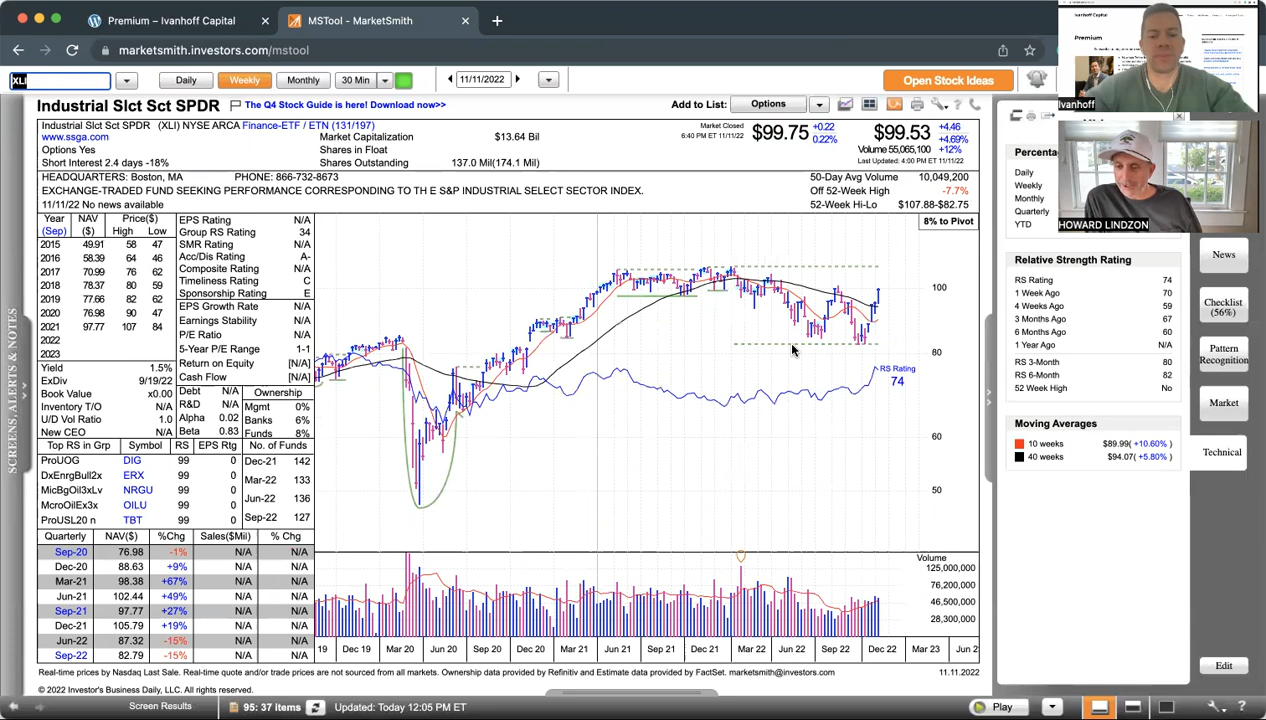 Premium – Ivanhoff Capital
MSTool - MarketSmith
marketsmith.investors.com/mstool
XLI
Daily
Weekly
Monthly
30 Min
11/11/2022
Open Stock Ideas
Industrial Slct Sct SPDR
The Q4 Stock Guide is here! Download now>>
Add to List:
Options
Industrial Slct Sct SPDR (XLI) NYSE ARCA Finance-ETF / ETN (131/197)
www.ssga.com
Market Capitalization $13.64 Bil
Options Yes
Shares in Float
Short Interest 2.4 days -18%
Shares Outstanding 137.0 Mil(174.1 Mil)
Market Closed
6:40 PM ET 11/11/22
$99.75 +0.22
0.22%
$99.53 +4.46
+4.69%
Volume 55,065,100 +12%
Last Updated: 4:00 PM ET 11/11/22
HEADQUARTERS: Boston, MA PHONE: 866-732-8673
EXCHANGE-TRADED FUND SEEKING PERFORMANCE CORRESPONDING TO TH E S&P INDUSTRIAL SELECT SECTOR INDEX.
11/11/22 No news available
50-Day Avg Volume 10,049,200
Off 52-Week High -7.7%
52-Week Hi-Lo $107.88-$82.75
Year NAV Price($)
(Sep) ($) High Low
2015 49.91 58 47
2016 58.39 64 46
2017 70.99 76 62
2018 78.37 80 59
2019 77.66 82 62
2020 76.98 90 47
2021 97.77 107 84
2022
2023
Yield 1.5%
ExDiv 9/19/22
Book Value x0.00
Inventory T/O N/A
U/D Vol Ratio 1.0
New CEO N/A
EPS Rating N/A
Group RS Rating 34
SMR Rating N/A
Acc/Dis Rating A-
Composite Rating N/A
Timeliness Rating C
Sponsorship Rating E
EPS Growth Rate N/A
Earnings Stability N/A
P/E Ratio N/A
5-Year P/E Range 1-1
Return on Equity [N/A]
Cash Flow [N/A]
Debt N/A
R&D N/A
Alpha 0.02
Beta 0.83
Ownership
Mgmt 0%
Banks 6%
Funds 8%
Top RS in Grp Symbol RS EPS Rtg
ProUOG DIG 99 0
DxEnrgBull2x ERX 99 0
MicBgOil3xLv NRGU 99 0
McroOilEx3x OILU 99 0
ProUSL20 n TBT 99 0
No. of Funds
Dec-21 142
Mar-22 133
Jun-22 136
Sep-22 127
Quarterly NAV($) %Chg Sales($Mil) % Chg
Sep-20 76.98 -1% N/A N/A
Dec-20 88.63 +9% N/A N/A
Mar-21 98.38 +67% N/A N/A
Jun-21 102.41 +49% N/A N/A
Sep-21 97.77 +27% N/A N/A
Dec-21 105.79 +19% N/A N/A
Jun-22 87.32 -15% N/A N/A
Sep-22 82.79 -15% N/A N/A
8% to Pivot
100
80
60
50
RS Rating
74
Volume
125,000,000
76,200,000
46,500,000
28,300,000
19 Dec 19 Mar 20 Jun 20 Sep 20 Dec 20 Mar 21 Jun 21 Sep 21 Dec 21 Mar 22 Jun 22 Sep 22 Dec 22 Mar 23 Jun 23
Real-time price by Nasdaq Last Sale. Real-time quote and/or trade prices are not sourced from all markets. Ownership data provided by Refinitiv and Estimate data provided by FactSet. marketsmith@investors.com
11.11.2022
© 2022 Investor's Business Daily, LLC. All rights reserved.
SCREENS, ALERTS & NOTES
Screen Results
95: 37 items
Updated: Today 12:05 PM ET
Play
Ivanhoff Capital
Premium
Ivanhoff
HOWARD LINDZON
Percenta
Daily
Weekly
Monthly
Quarterly
YTD
Relative Strength Rating
RS Rating 74
1 Week Ago 70
4 Weeks Ago 59
3 Months Ago 67
6 Months Ago 60
1 Year Ago N/A
RS 3-Month 80
RS 6-Month 82
52 Week High No
Moving Averages
10 weeks $89.99(+10.60%)
40 weeks $94.07(+5.80%)
News
Checklist
(56%)
Pattern
Recognition
Market
Technical
Edit